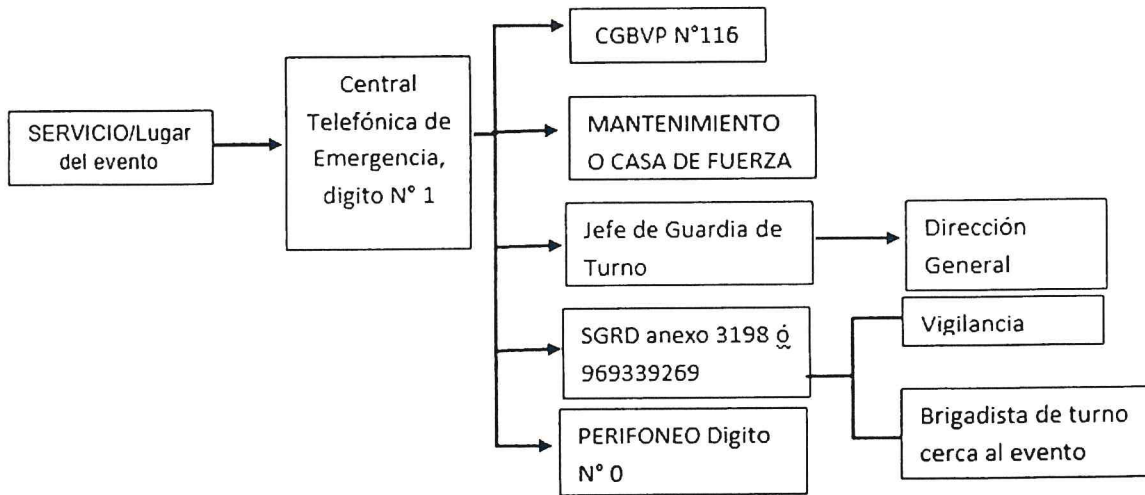 SERVICIO/Lugar
del evento
Central
Telefónica de
Emergencia,
digito N° 1
CGBVP N°116
MANTENIMIENTO
O CASA DE FUERZA
Jefe de Guardia de
Turno
Dirección
General
SGRD anexo 3198 ó
969339269
Vigilancia
Brigadista de turno
cerca al evento
PERIFONEO Digito
N° 0